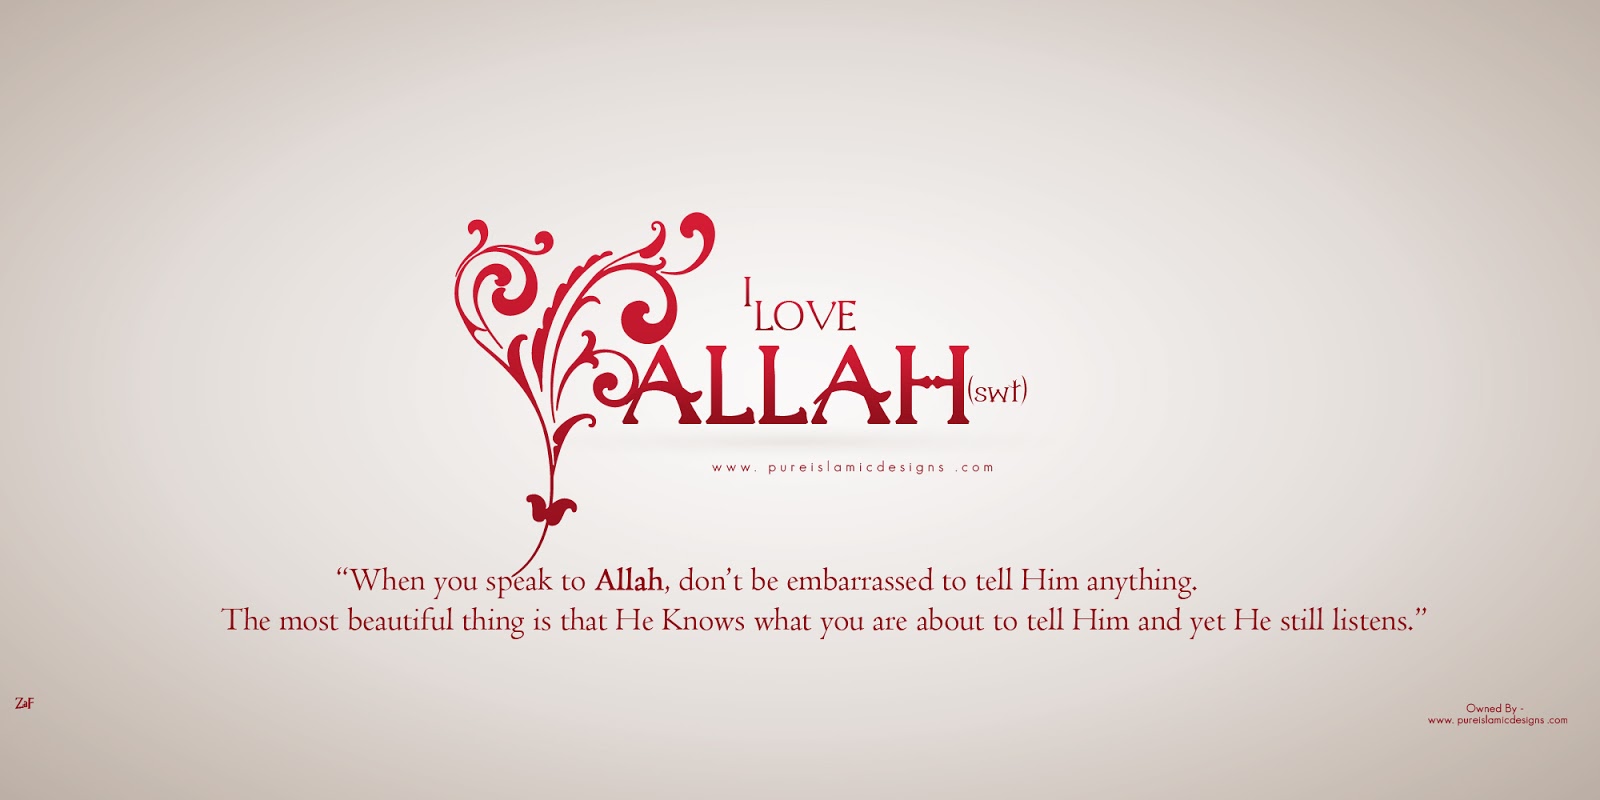 I
LOVE
ALLAH (swt)
www. pureislamicdesigns .com
“When you speak to Allah, don’t be embarrassed to tell Him anything.
The most beautiful thing is that He Knows what you are about to tell Him and yet He still listens.”
ZaF
Owned By -
www. pureislamicdesigns .com